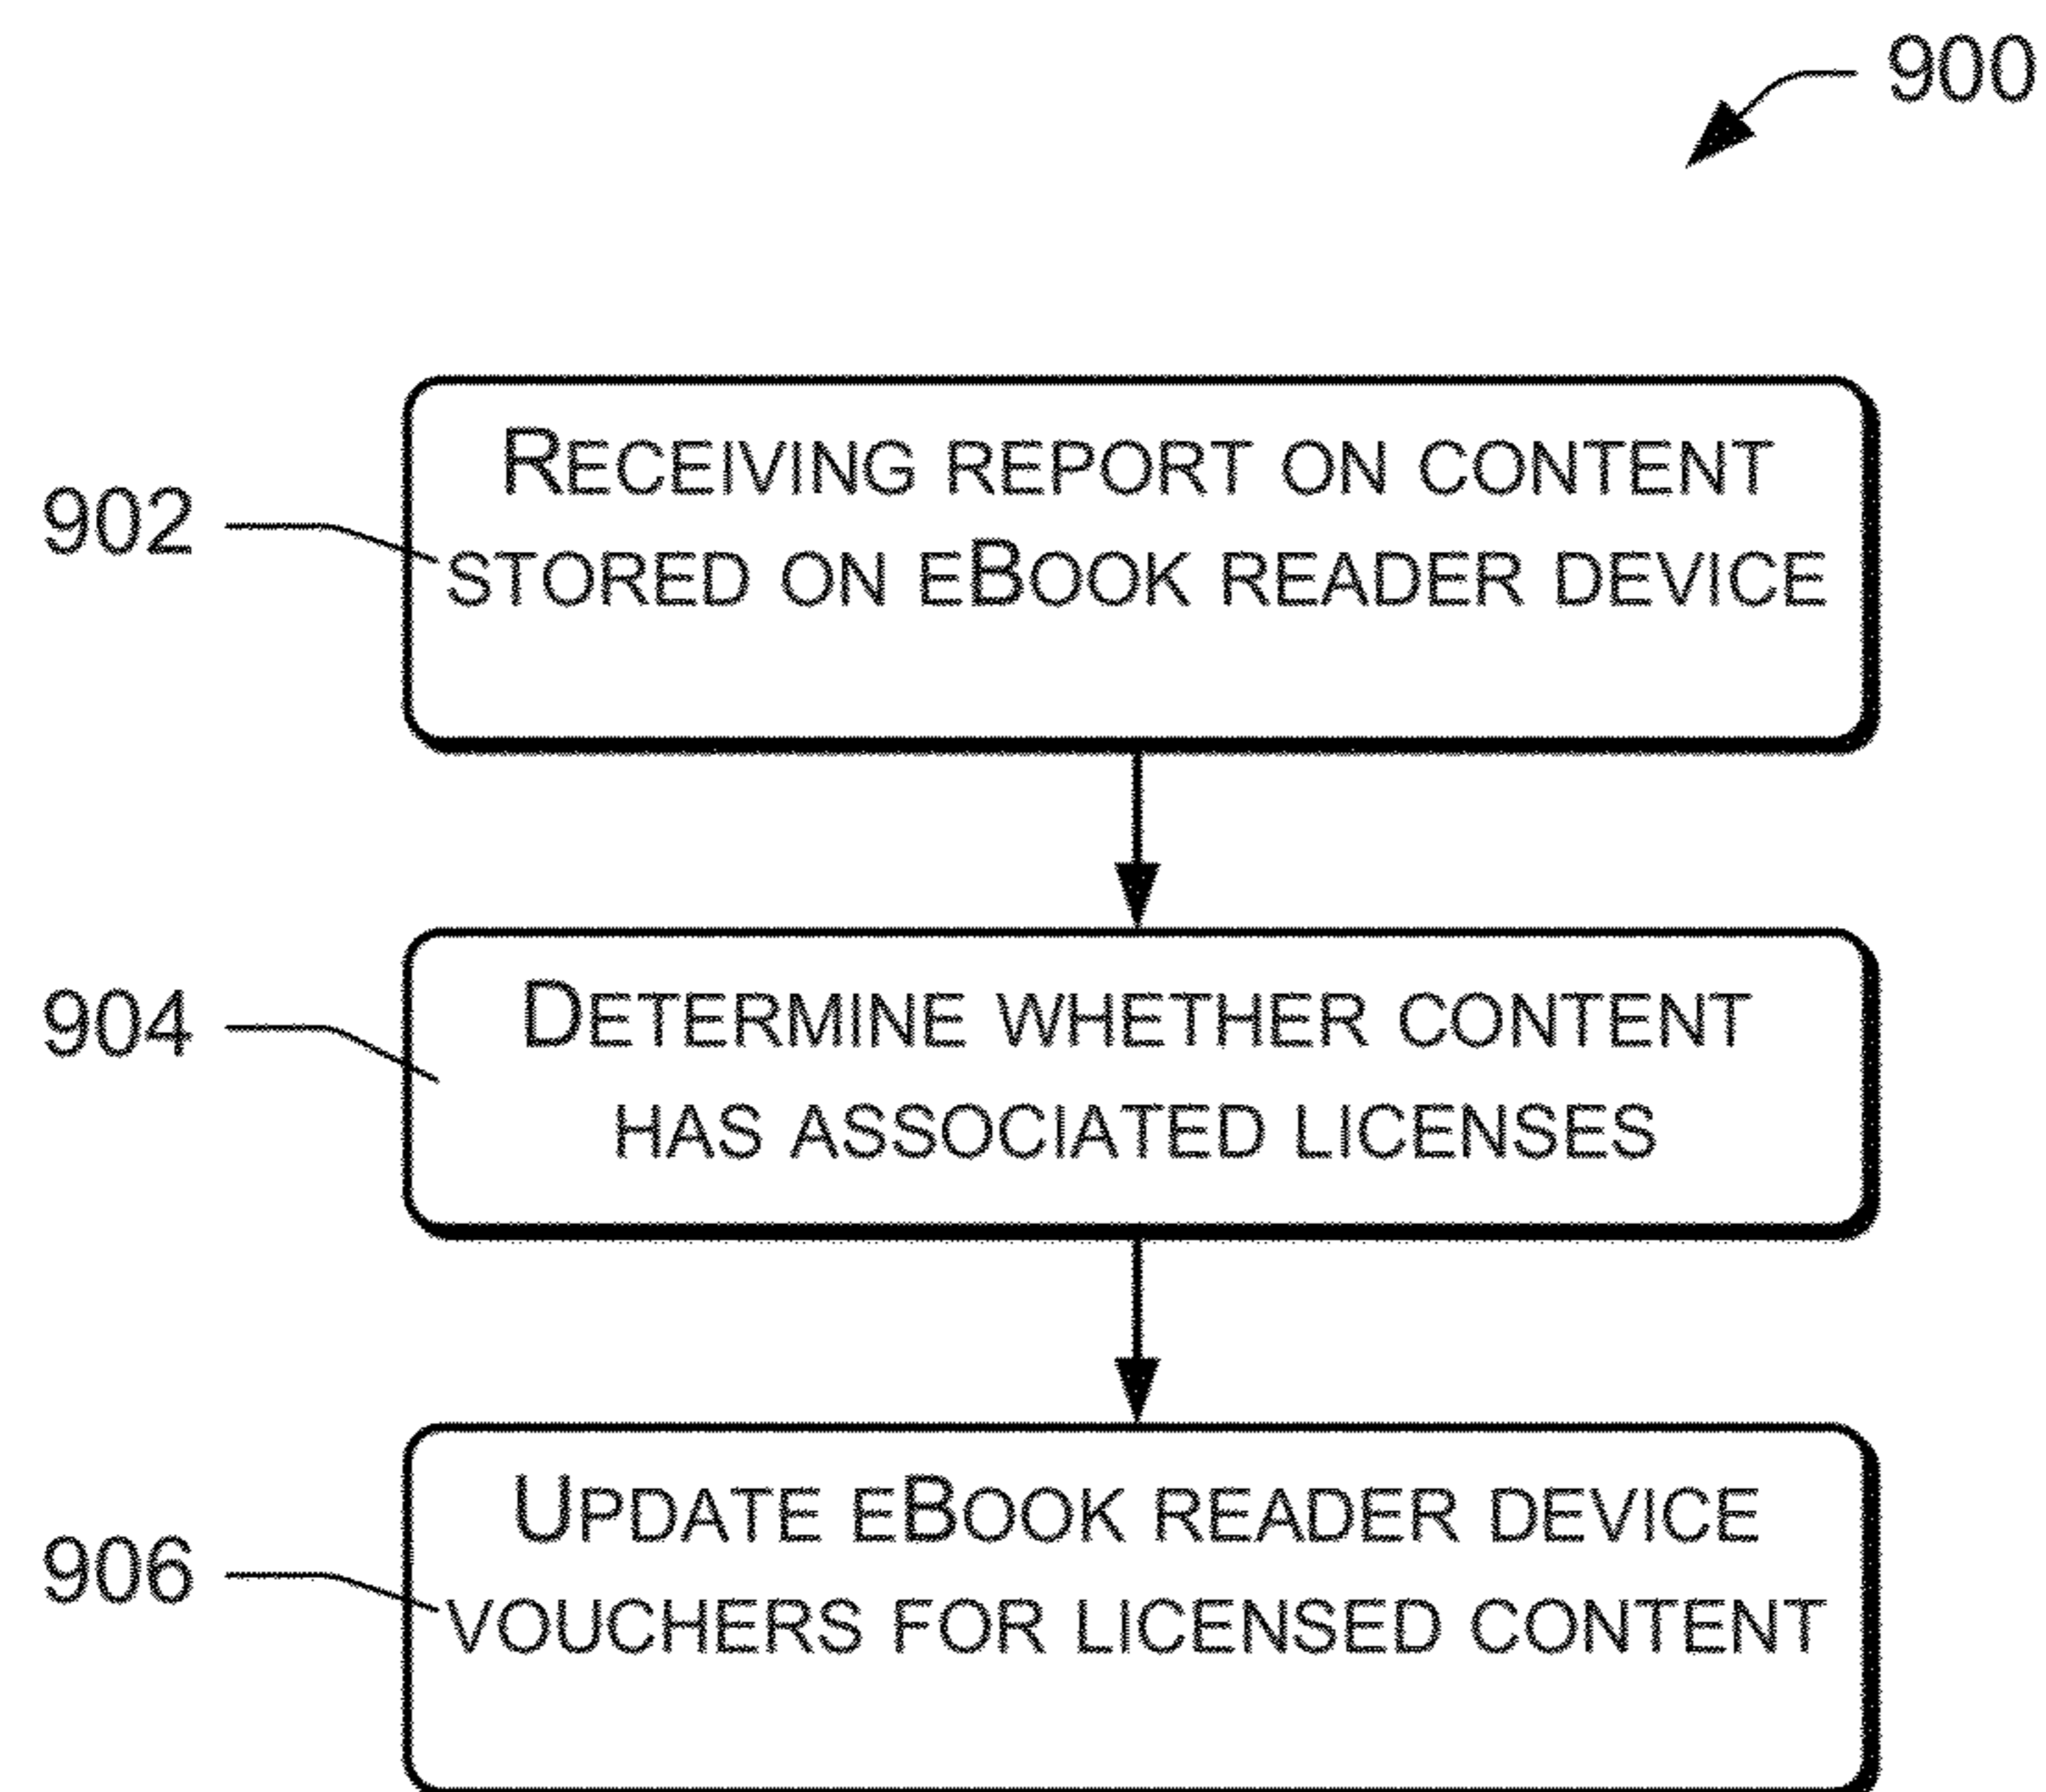 900
RECEIVING REPORT ON CONTENT
902
STORED ON EBOOK READER DEVICE
904
DETERMINE WHETHER CONTENT
HAS ASSOCIATED LICENSES
UPDATE EBOOK READER DEVICE
906
VOUCHERS FOR LICENSED CONTENT